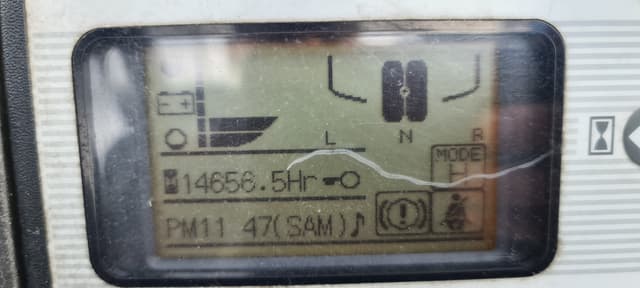 L N R
MODE
H
14656.5Hr
PM11 47(SAM)